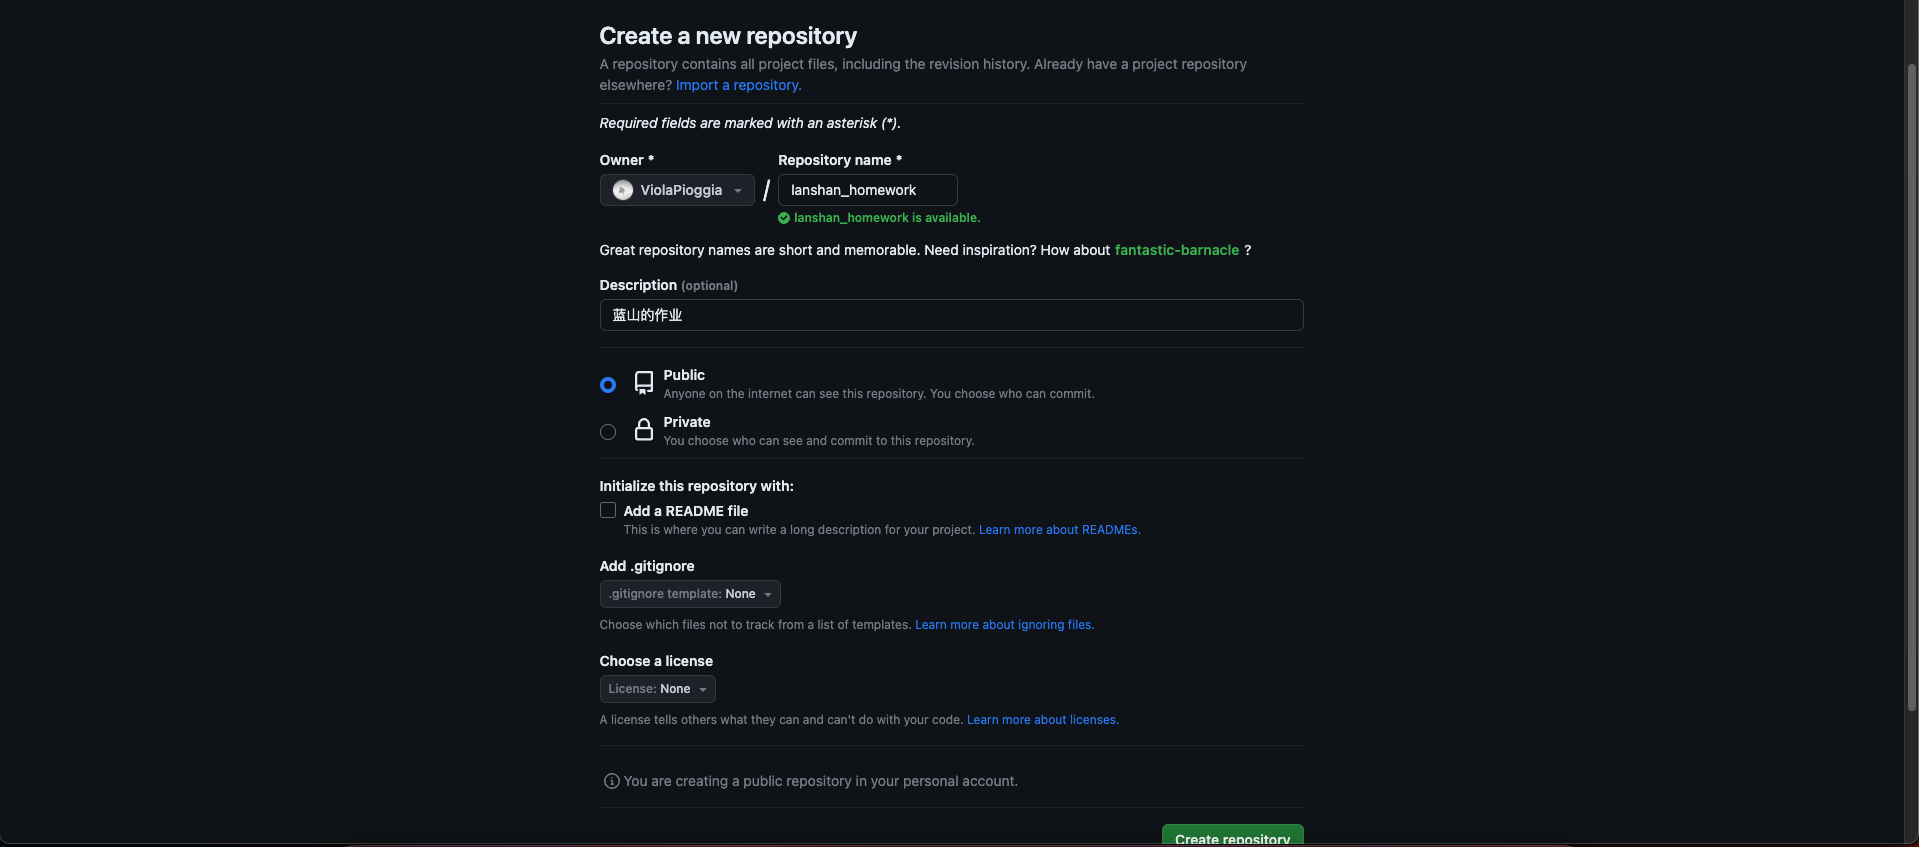 Create a new repository
A repository contains all project files, including the revision history. Already have a project repository
elsewhere? Import a repository.
Required fields are marked with an asterisk (*).
Owner * Repository name *
ViolaPioggia / lanshan_homework
lanshan_homework is available.
Great repository names are short and memorable. Need inspiration? How about fantastic-barnacle ?
Description (optional)
蓝山的作业
Public
Anyone on the internet can see this repository. You choose who can commit.
Private
You choose who can see and commit to this repository.
Initialize this repository with:
Add a README file
This is where you can write a long description for your project. Learn more about READMEs.
Add .gitignore
.gitignore template: None
Choose which files not to track from a list of templates. Learn more about ignoring files.
Choose a license
License: None
A license tells others what they can and can't do with your code. Learn more about licenses.
You are creating a public repository in your personal account.
Create repository